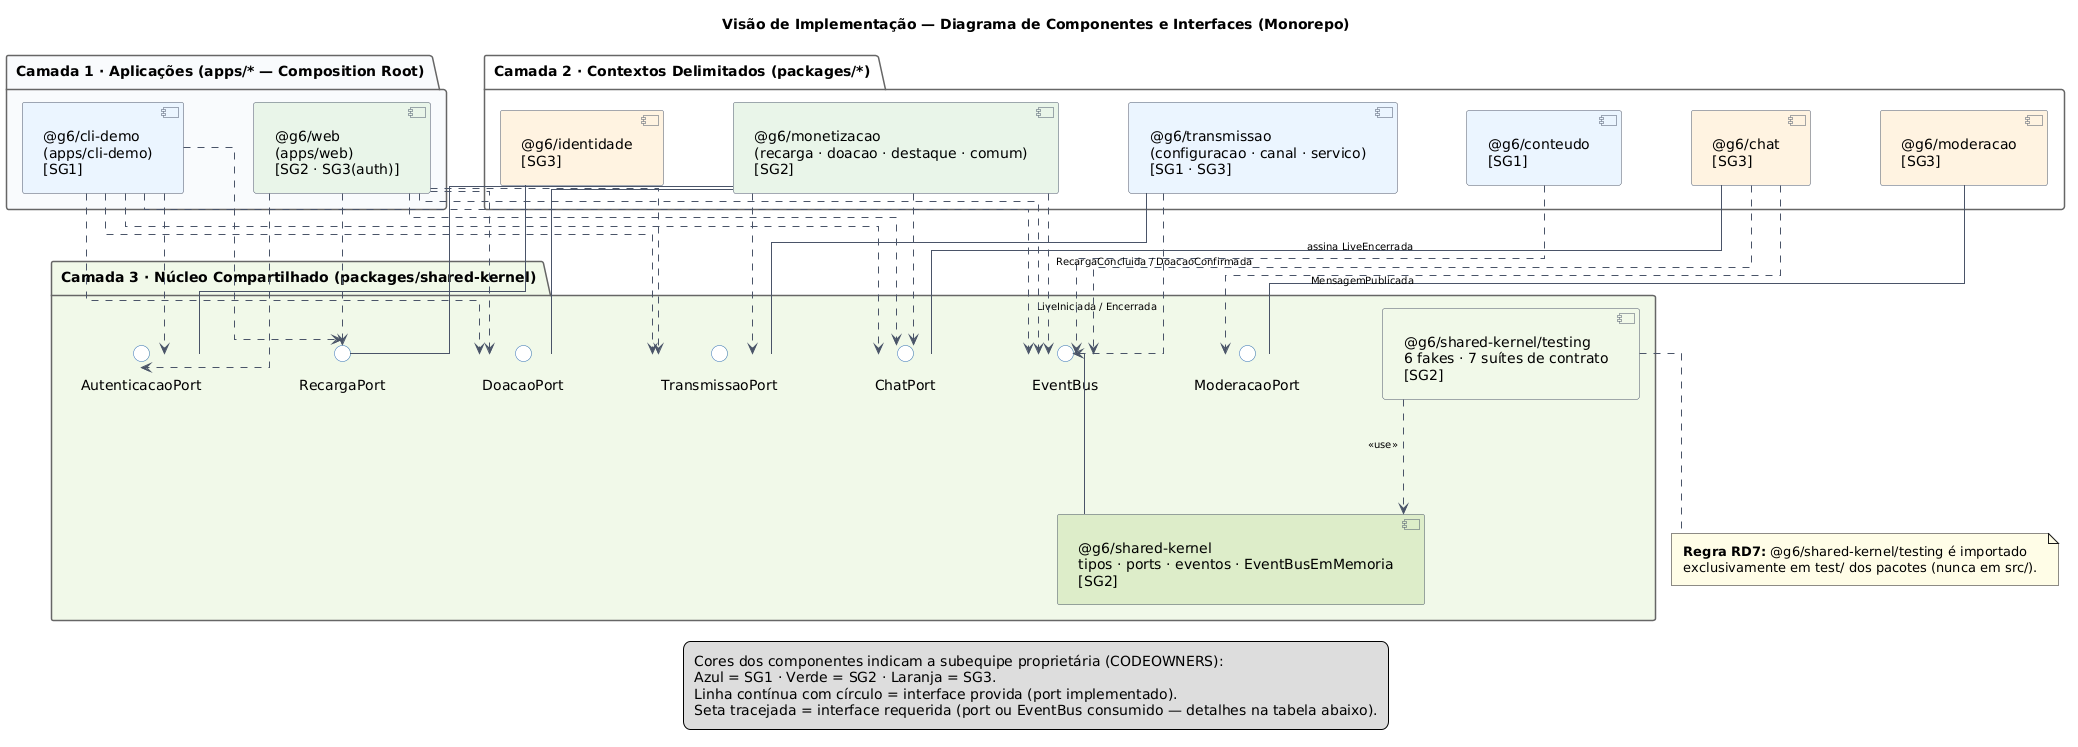 Visão de Implementação — Diagrama de Componentes e Interfaces (Monorepo)
Camada 1 · Aplicações (apps/* — Composition Root)
@g6/cli-demo
(apps/cli-demo)
[SG1]
@g6/web
(apps/web)
[SG2 · SG3(auth)]
Camada 2 · Contextos Delimitados (packages/*)
@g6/identidade
[SG3]
@g6/monetizacao
(recarga · doacao · destaque · comum)
[SG2]
@g6/transmissao
(configuracao · canal · servico)
[SG1 · SG3]
@g6/conteudo
[SG1]
@g6/chat
[SG3]
@g6/moderacao
[SG3]
assina LiveEncerrada
RecargaConcluida / DoacaoConfirmada
MensagemPublicada
LiveIniciada / Encerrada
Camada 3 · Núcleo Compartilhado (packages/shared-kernel)
AutenticacaoPort
RecargaPort
DoacaoPort
TransmissaoPort
ChatPort
EventBus
ModeracaoPort
@g6/shared-kernel/testing
6 fakes · 7 suítes de contrato
[SG2]
«use»
@g6/shared-kernel
tipos · ports · eventos · EventBusEmMemoria
[SG2]
Regra RD7: @g6/shared-kernel/testing é importado
exclusivamente em test/ dos pacotes (nunca em src/).
Cores dos componentes indicam a subequipe proprietária (CODEOWNERS):
Azul = SG1 · Verde = SG2 · Laranja = SG3.
Linha contínua com círculo = interface provida (port implementado).
Seta tracejada = interface requerida (port ou EventBus consumido — detalhes na tabela abaixo).